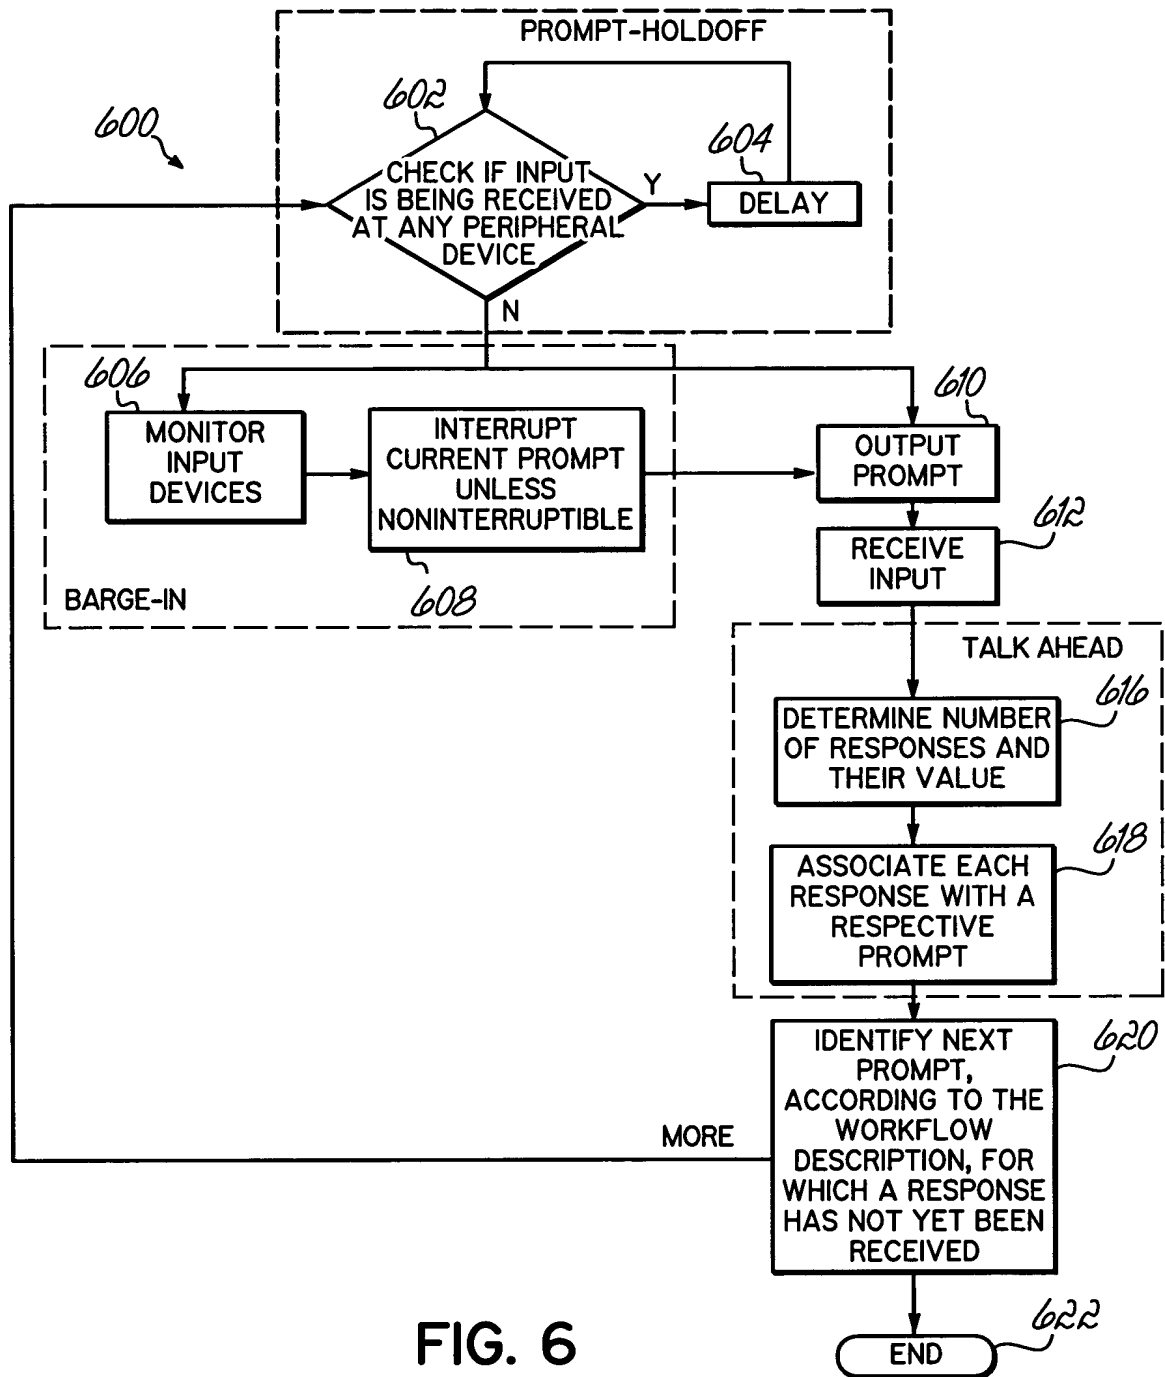 PROMPT-HOLDOFF
602
600
604
CHECK IF INPUT
IS BEING RECEIVED
AT ANY PERIPHERAL
DEVICE
Y
DELAY
N
606
MONITOR
INPUT
DEVICES
INTERRUPT
CURRENT PROMPT
UNLESS
NONINTERRUPTIBLE
608
BARGE-IN
610
OUTPUT
PROMPT
612
RECEIVE
INPUT
TALK AHEAD
616
DETERMINE NUMBER
OF RESPONSES AND
THEIR VALUE
618
ASSOCIATE EACH
RESPONSE WITH A
RESPECTIVE
PROMPT
620
IDENTIFY NEXT
PROMPT,
ACCORDING TO THE
WORKFLOW
DESCRIPTION, FOR
WHICH A RESPONSE
HAS NOT YET BEEN
RECEIVED
MORE
622
END
FIG. 6